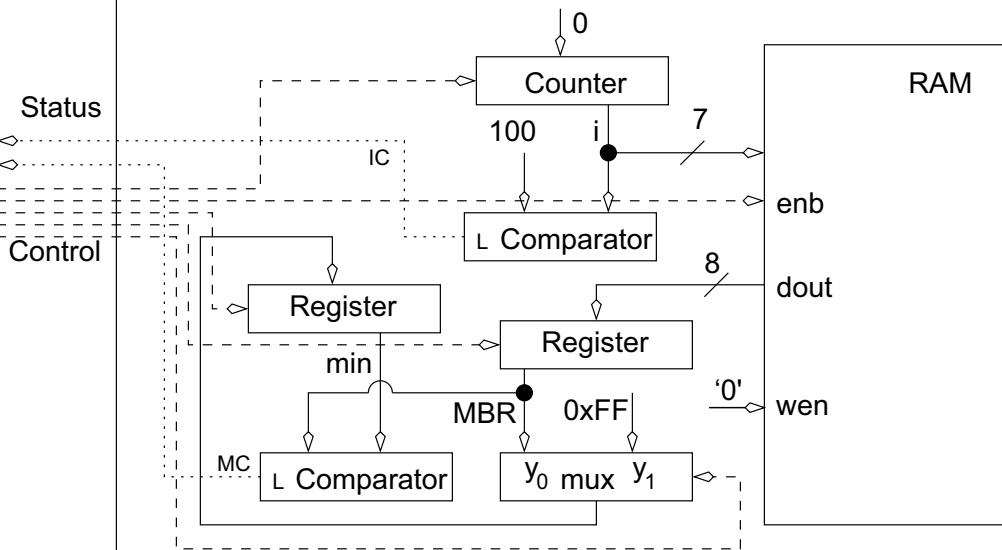 0
Counter
RAM
Status
100
i
7
IC
enb
L Comparator
Control
8
dout
Register
Register
min
MBR
0xFF
'0'
wen
MC
L Comparator
y0 mux y1